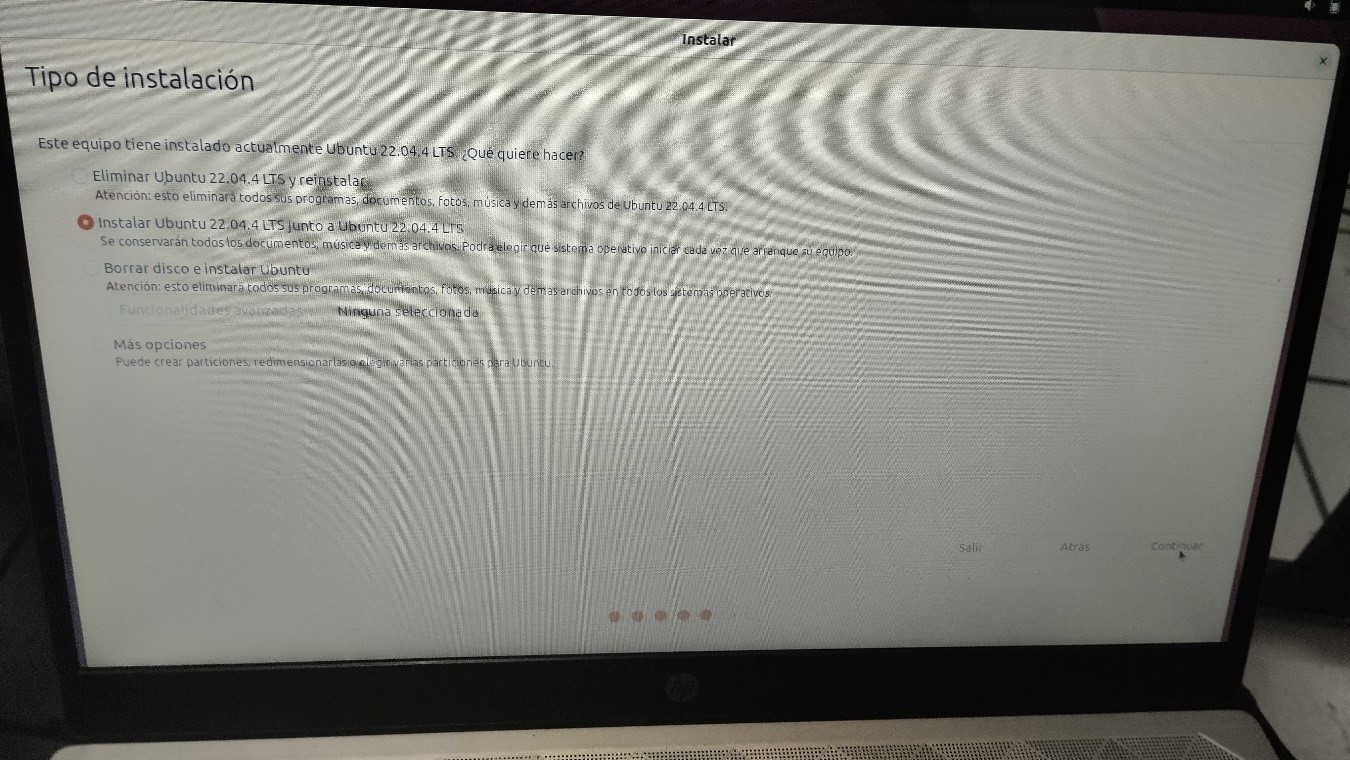 Instalar
Tipo de instalación
Este equipo tiene instalado actualmente Ubuntu 22.04.4 LTS. ¿Qué quiere hacer?
Eliminar Ubuntu 22.04.4 LTS y reinstalar
Atención: esto eliminará todos sus programas, documentos, fotos, música y demás archivos de Ubuntu 22.04.4 LTS.
Instalar Ubuntu 22.04.4 LTS junto a Ubuntu 22.04.4 LTS
Se conservarán todos los documentos, música y demás archivos. Podrá elegir qué sistema operativo iniciar cada vez que arranque su equipo.
Borrar disco e instalar Ubuntu
Atención: esto eliminará todos sus programas, documentos, fotos, música y demás archivos en todos los sistemas operativos.
Funcionalidades avanzadas... Ninguna seleccionada
Más opciones
Puede crear particiones, redimensionarlas o elegir varias particiones para Ubuntu.
Salir Atrás Continuar
hp